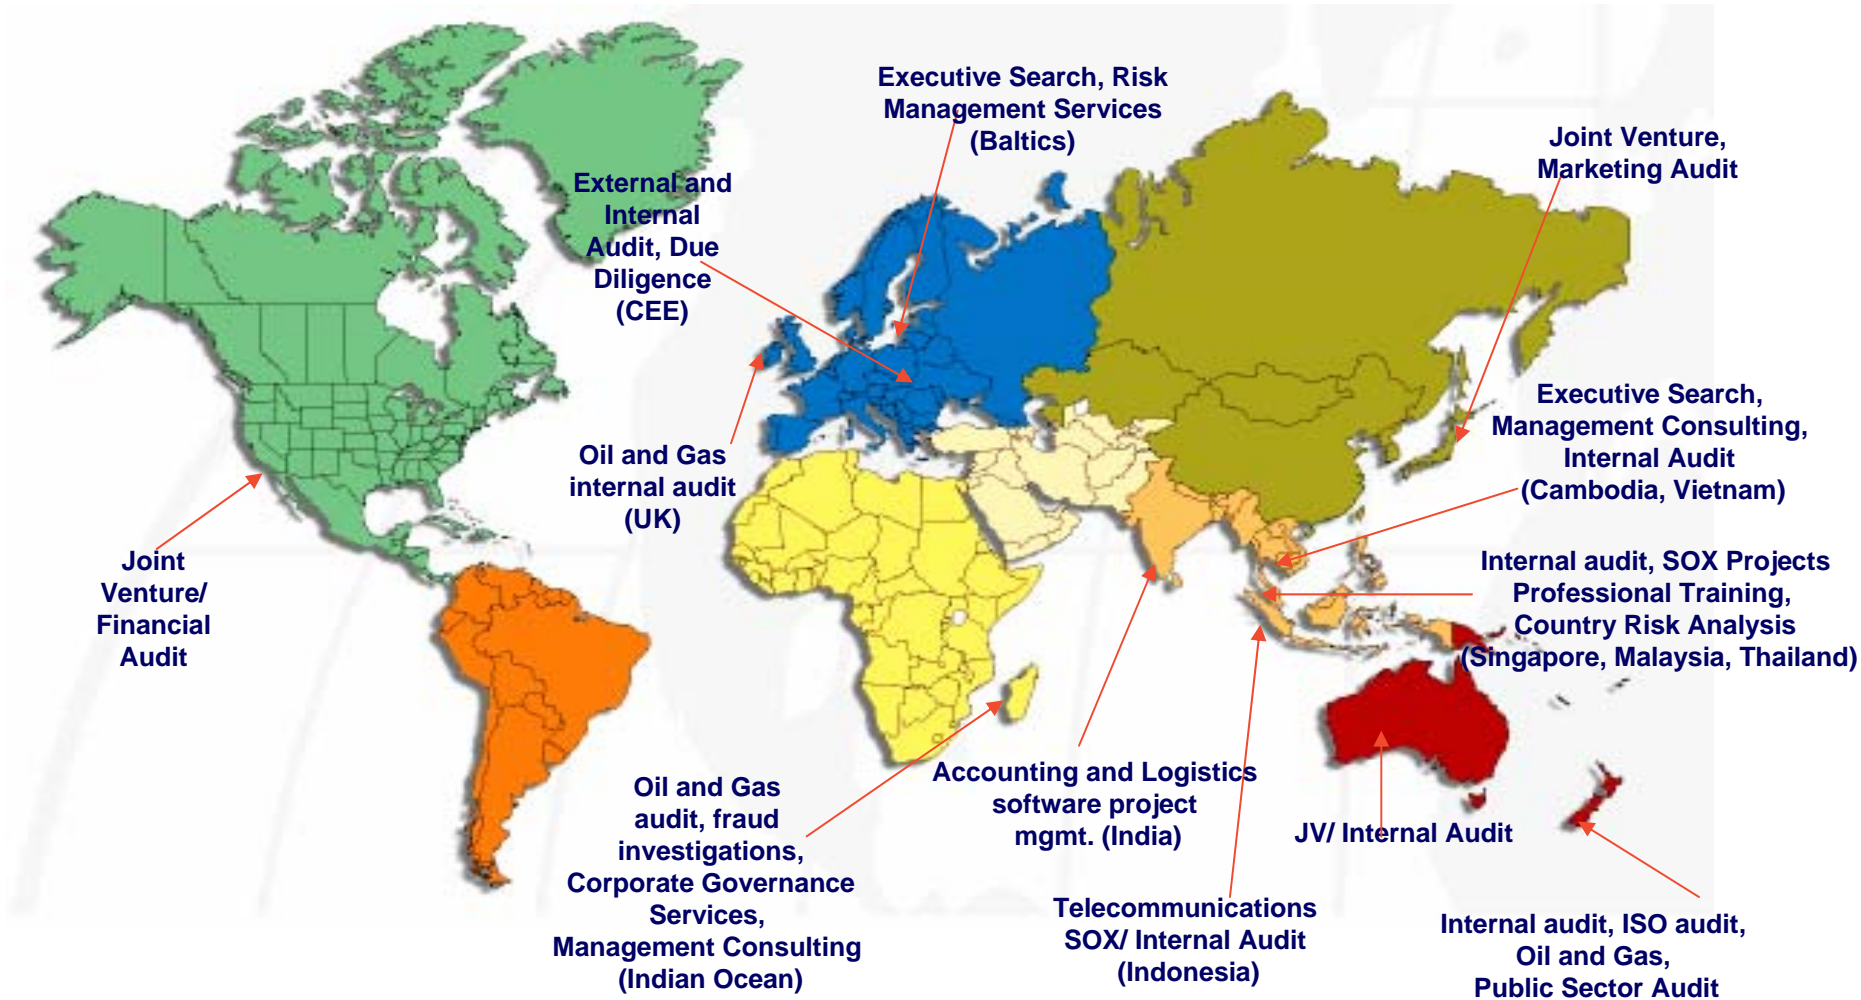 Executive Search, Risk
Management Services
(Baltics)
Joint Venture,
Marketing Audit
External and
Internal
Audit, Due
Diligence
(CEE)
Executive Search,
Management Consulting,
Internal Audit
(Cambodia, Vietnam)
Oil and Gas
internal audit
(UK)
Joint
Venture/
Financial
Audit
Internal audit, SOX Projects
Professional Training,
Country Risk Analysis
(Singapore, Malaysia, Thailand)
Oil and Gas
audit, fraud
investigations,
Corporate Governance
Services,
Management Consulting
(Indian Ocean)
Accounting and Logistics
software project
mgmt. (India)
JV/ Internal Audit
Telecommunications
SOX/ Internal Audit
(Indonesia)
Internal audit, ISO audit,
Oil and Gas,
Public Sector Audit